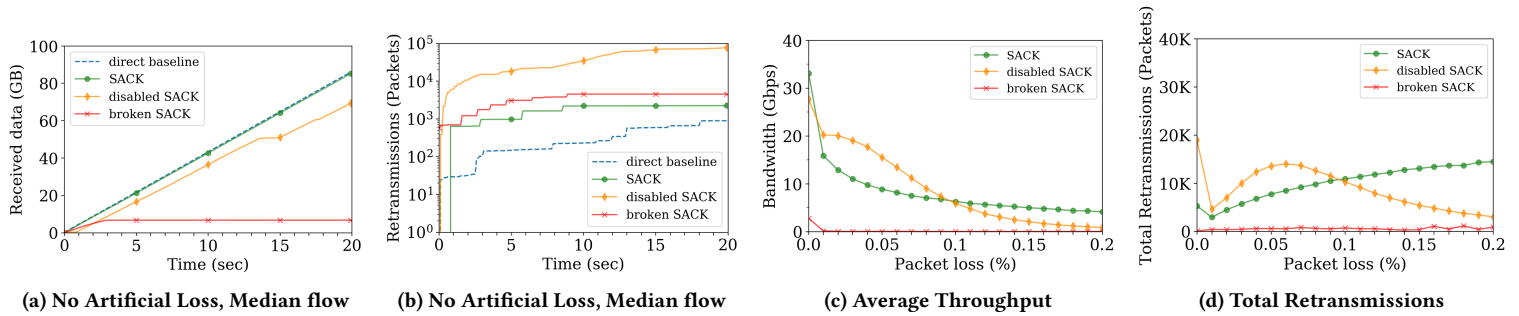 Received data (GB)
100
80
60
40
20
0
direct baseline
SACK
disabled SACK
broken SACK
0
5
10
15
20
Time (sec)
(a) No Artificial Loss, Median flow
Retransmissions (Packets)
10^5
10^4
10^3
10^2
10^1
10^0
direct baseline
SACK
disabled SACK
broken SACK
0
5
10
15
20
Time (sec)
(b) No Artificial Loss, Median flow
Bandwidth (Gbps)
40
30
20
10
0
SACK
disabled SACK
broken SACK
0.0
0.05
0.1
0.15
0.2
Packet loss (%)
(c) Average Throughput
Total Retransmissions (Packets)
40K
30K
20K
10K
0
SACK
disabled SACK
broken SACK
0.0
0.05
0.1
0.15
0.2
Packet loss (%)
(d) Total Retransmissions